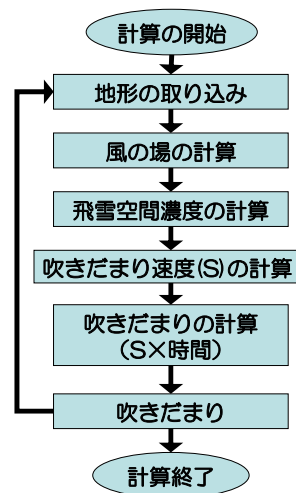 計算の開始
地形の取り込み
風の場の計算
飛雪空間濃度の計算
吹きだまり速度(S)の計算
吹きだまりの計算
(S×時間)
吹きだまり
計算終了